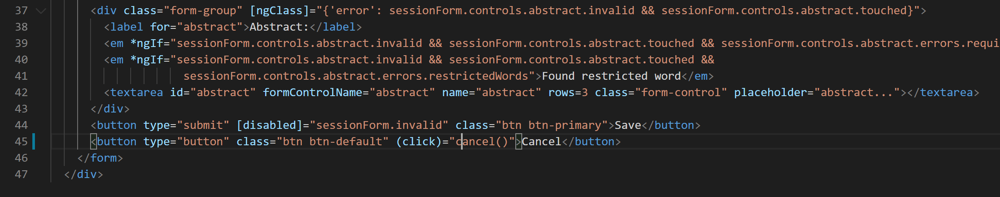 37 <div class="form-group" [ngClass]="{'error': sessionForm.controls.abstract.invalid && sessionForm.controls.abstract.touched}">
38 <label for="abstract">Abstract:</label>
39 <em *ngIf="sessionForm.controls.abstract.invalid && sessionForm.controls.abstract.touched && sessionForm.controls.abstract.errors.requi
40 <em *ngIf="sessionForm.controls.abstract.invalid && sessionForm.controls.abstract.touched &&
41 sessionForm.controls.abstract.errors.restrictedWords">Found restricted word</em>
42 <textarea id="abstract" formControlName="abstract" name="abstract" rows=3 class="form-control" placeholder="abstract..."></textarea>
43 </div>
44 <button type="submit" [disabled]="sessionForm.invalid" class="btn btn-primary">Save</button>
45 <button type="button" class="btn btn-default" (click)="cancel()">Cancel</button>
46 </form>
47 </div>